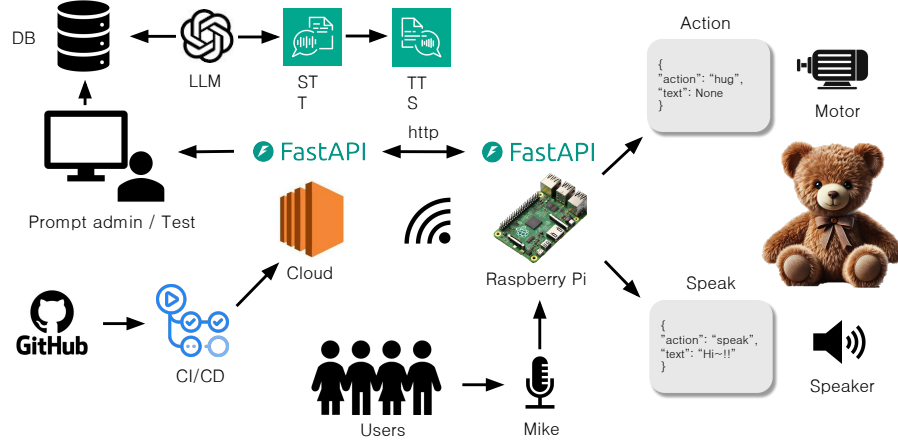 DB
LLM
ST
T
TT
S
Action
{
"action": “hug”,
“text": None
}
Motor
http
FastAPI
FastAPI
Prompt admin / Test
Cloud
Raspberry Pi
Speak
{
"action”: “speak”,
“text”: “Hi~!!”
}
Speaker
GitHub
CI/CD
Users
Mike